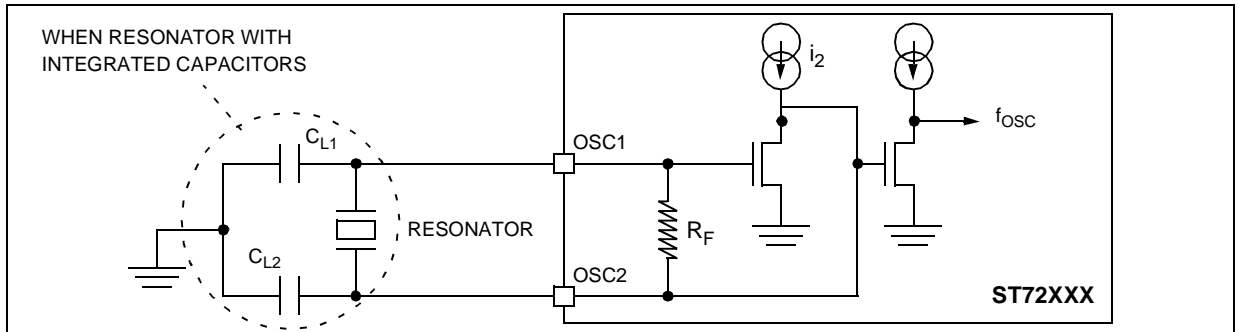 WHEN RESONATOR WITH
INTEGRATED CAPACITORS
i2
fOSC
CL1
OSC1
RESONATOR
RF
CL2
OSC2
ST72XXX